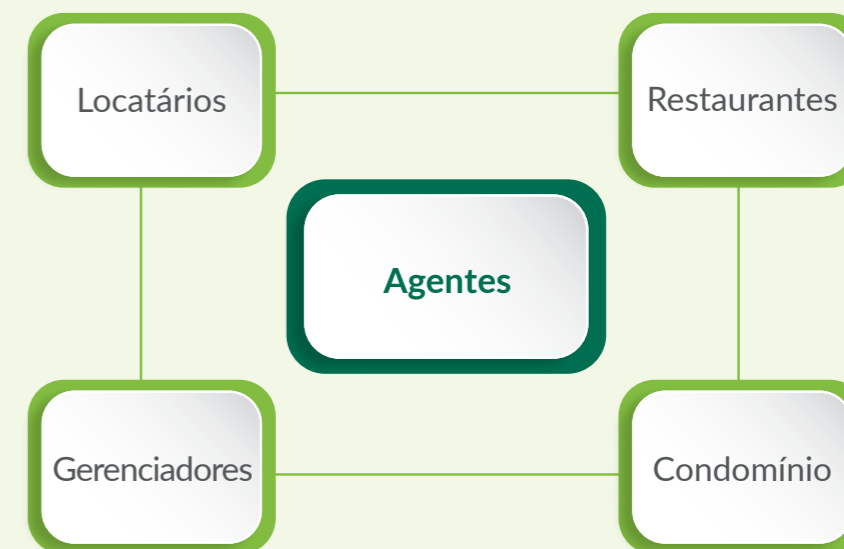 Locatários
Restaurantes
Agentes
Gerenciadores
Condomínio